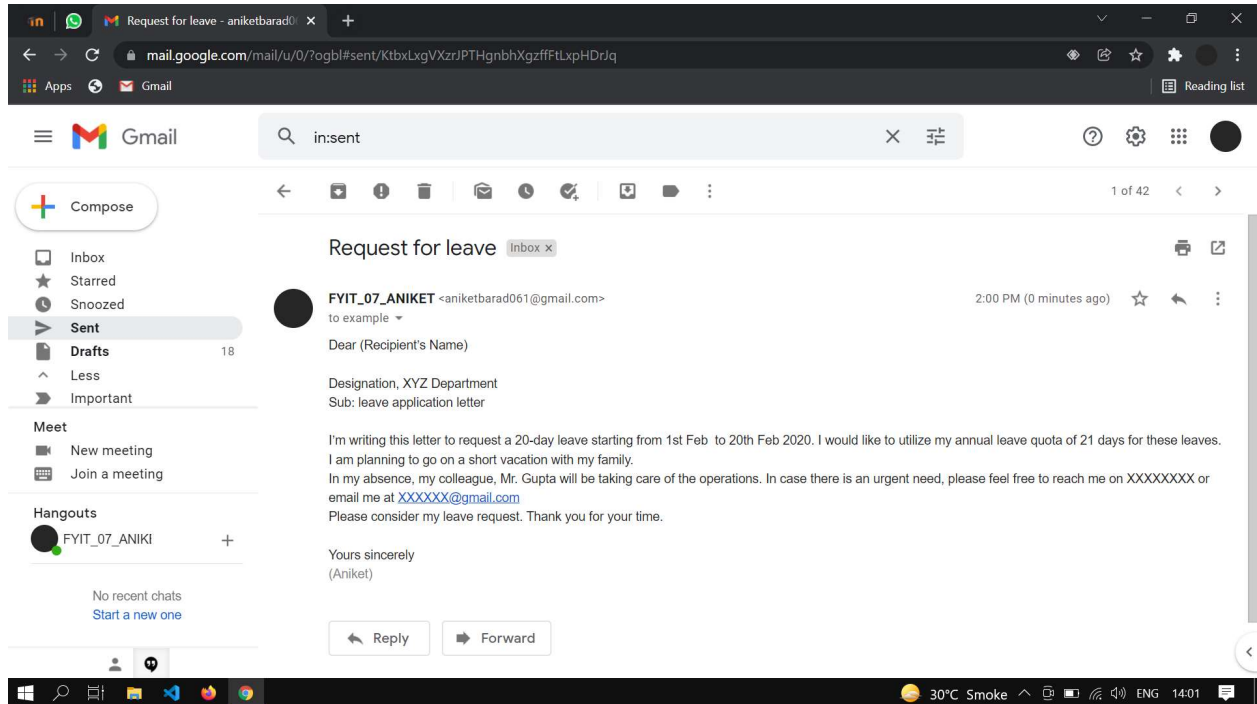 in
Request for leave - aniketbarad0
mail.google.com/mail/u/0/?ogbl#sent/KtbxLxgVXzrJPTHgnbhXgzffFtLxpHDrJq
Apps Gmail Reading list
Gmail
in:sent
Compose
1 of 42
Request for leave Inbox x
Inbox
Starred
Snoozed
Sent
Drafts 18
Less
Important
FYIT_07_ANIKET <aniketbarad061@gmail.com> 2:00 PM (0 minutes ago)
to example
Dear (Recipient's Name)
Designation, XYZ Department
Sub: leave application letter
I'm writing this letter to request a 20-day leave starting from 1st Feb  to 20th Feb 2020. I would like to utilize my annual leave quota of 21 days for these leaves.
I am planning to go on a short vacation with my family.
In my absence, my colleague, Mr. Gupta will be taking care of the operations. In case there is an urgent need, please feel free to reach me on XXXXXXXX or
email me at XXXXXX@gmail.com
Please consider my leave request. Thank you for your time.
Yours sincerely
(Aniket)
Reply Forward
Meet
New meeting
Join a meeting
Hangouts
FYIT_07_ANIKI
No recent chats
Start a new one
30°C Smoke ENG 14:01